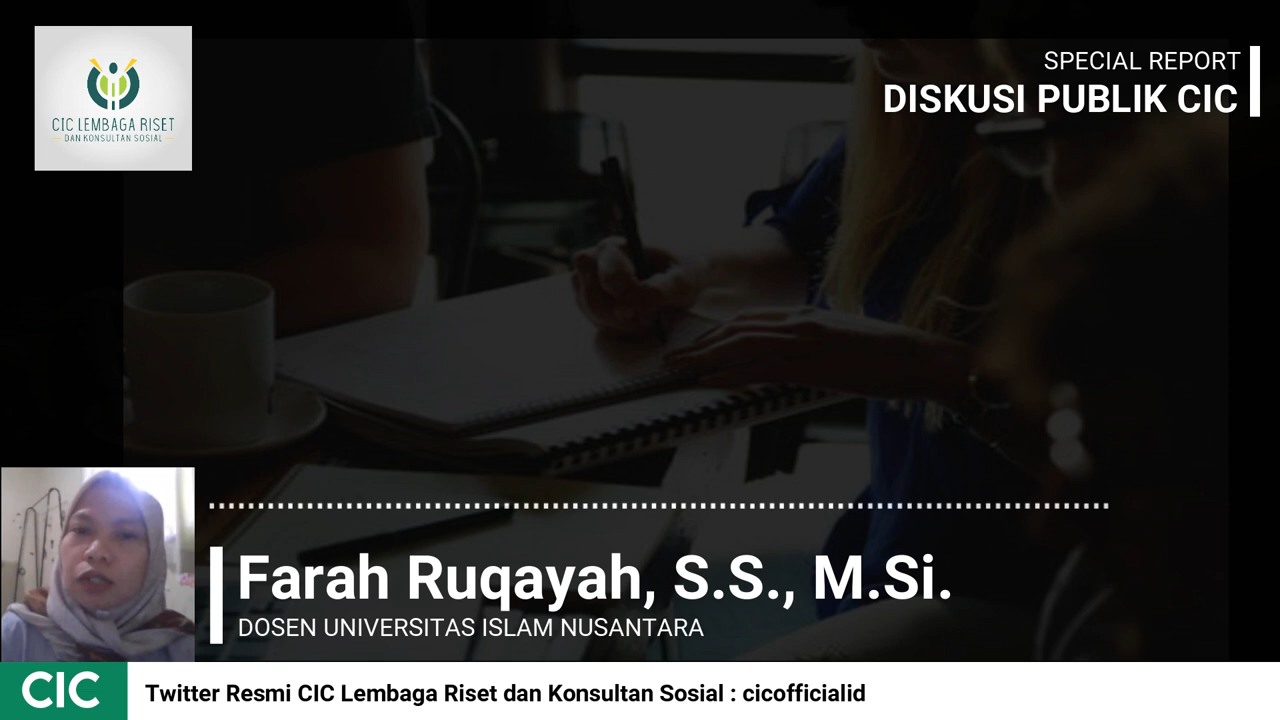 CIC LEMBAGA RISET
DAN KONSULTAN SOSIAL
SPECIAL REPORT
DISKUSI PUBLIK CIC
Farah Ruqayah, S.S., M.Si.
DOSEN UNIVERSITAS ISLAM NUSANTARA
CIC
Twitter Resmi CIC Lembaga Riset dan Konsultan Sosial : cicofficialid